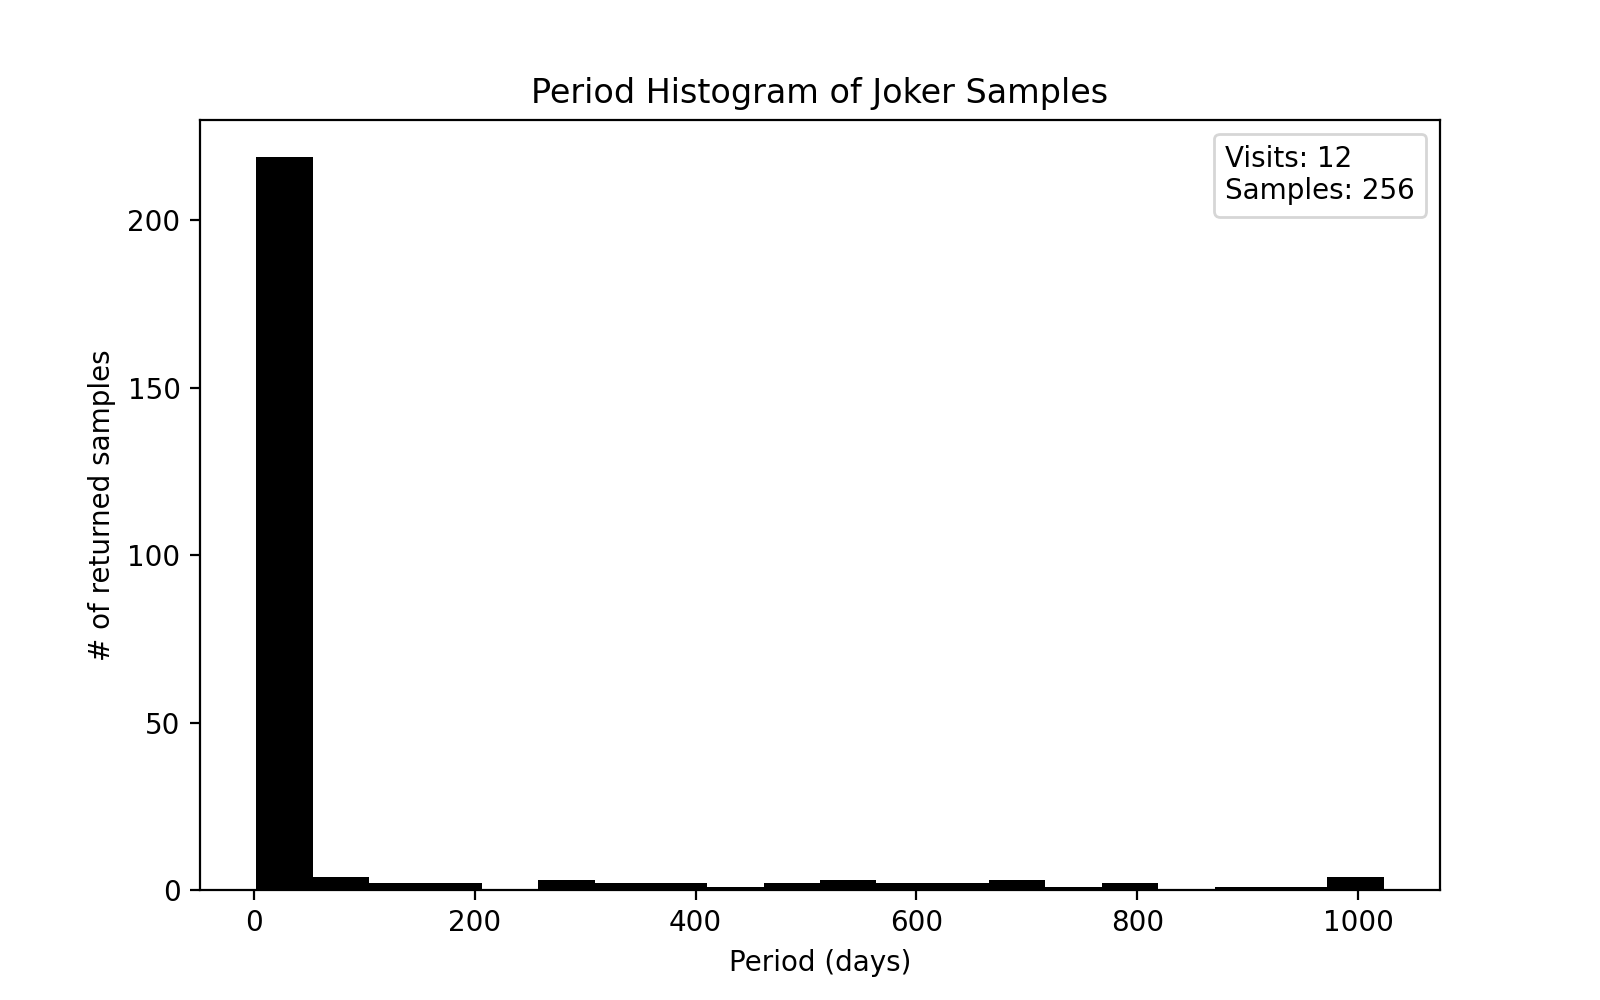 Period Histogram of Joker Samples
Visits: 12
Samples: 256
# of returned samples
200
150
100
50
0
0 200 400 600 800 1000
Period (days)